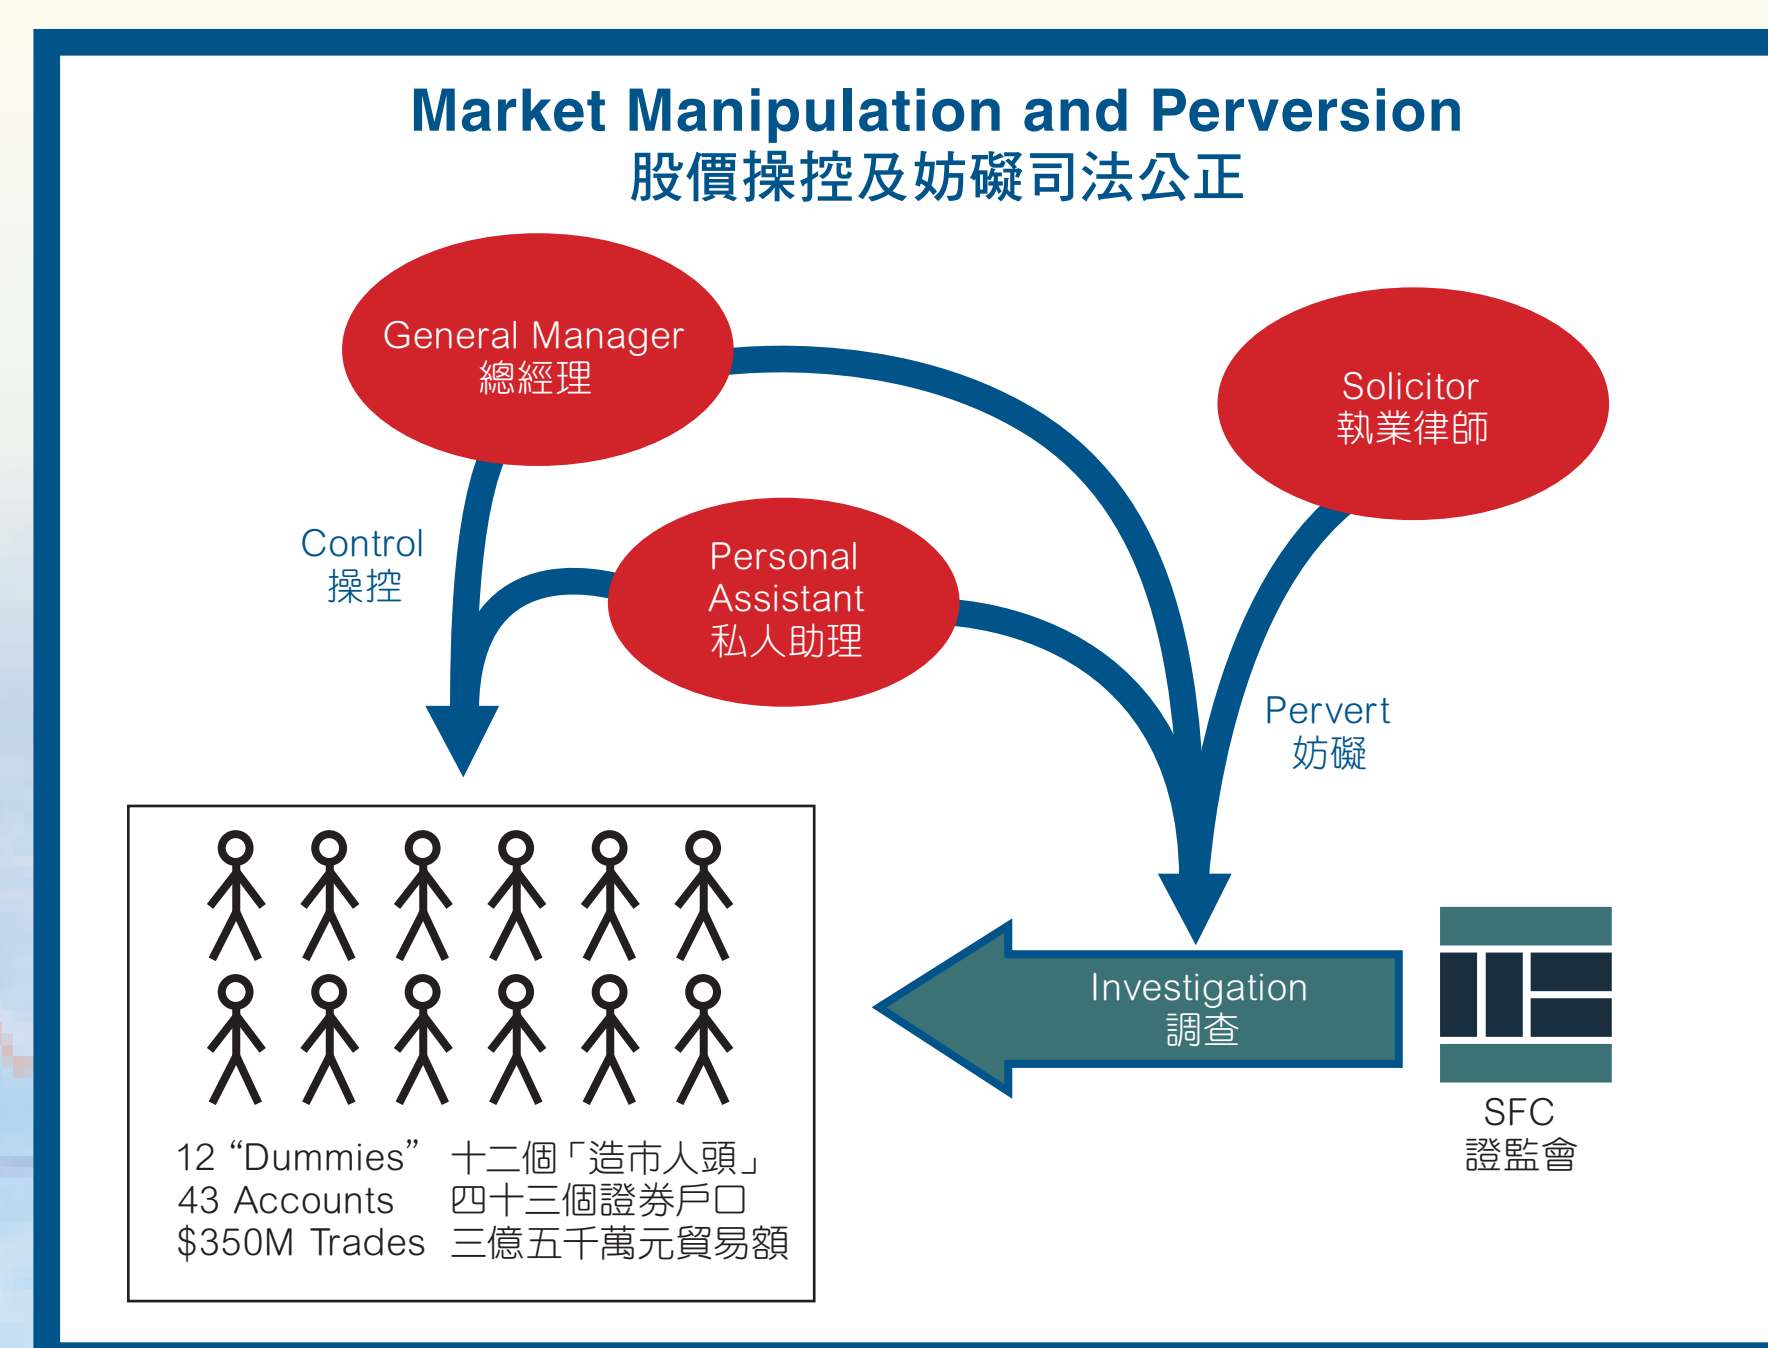 Market Manipulation and Perversion
股價操控及妨礙司法公正
General Manager
總經理
Solicitor
執業律師
Control
操控
Personal
Assistant
私人助理
Pervert
妨礙
Investigation
調查
SFC
證監會
12 “Dummies” 十二個「造市人頭」
43 Accounts 四十三個證券戶口
$350M Trades 三億五千萬元貿易額